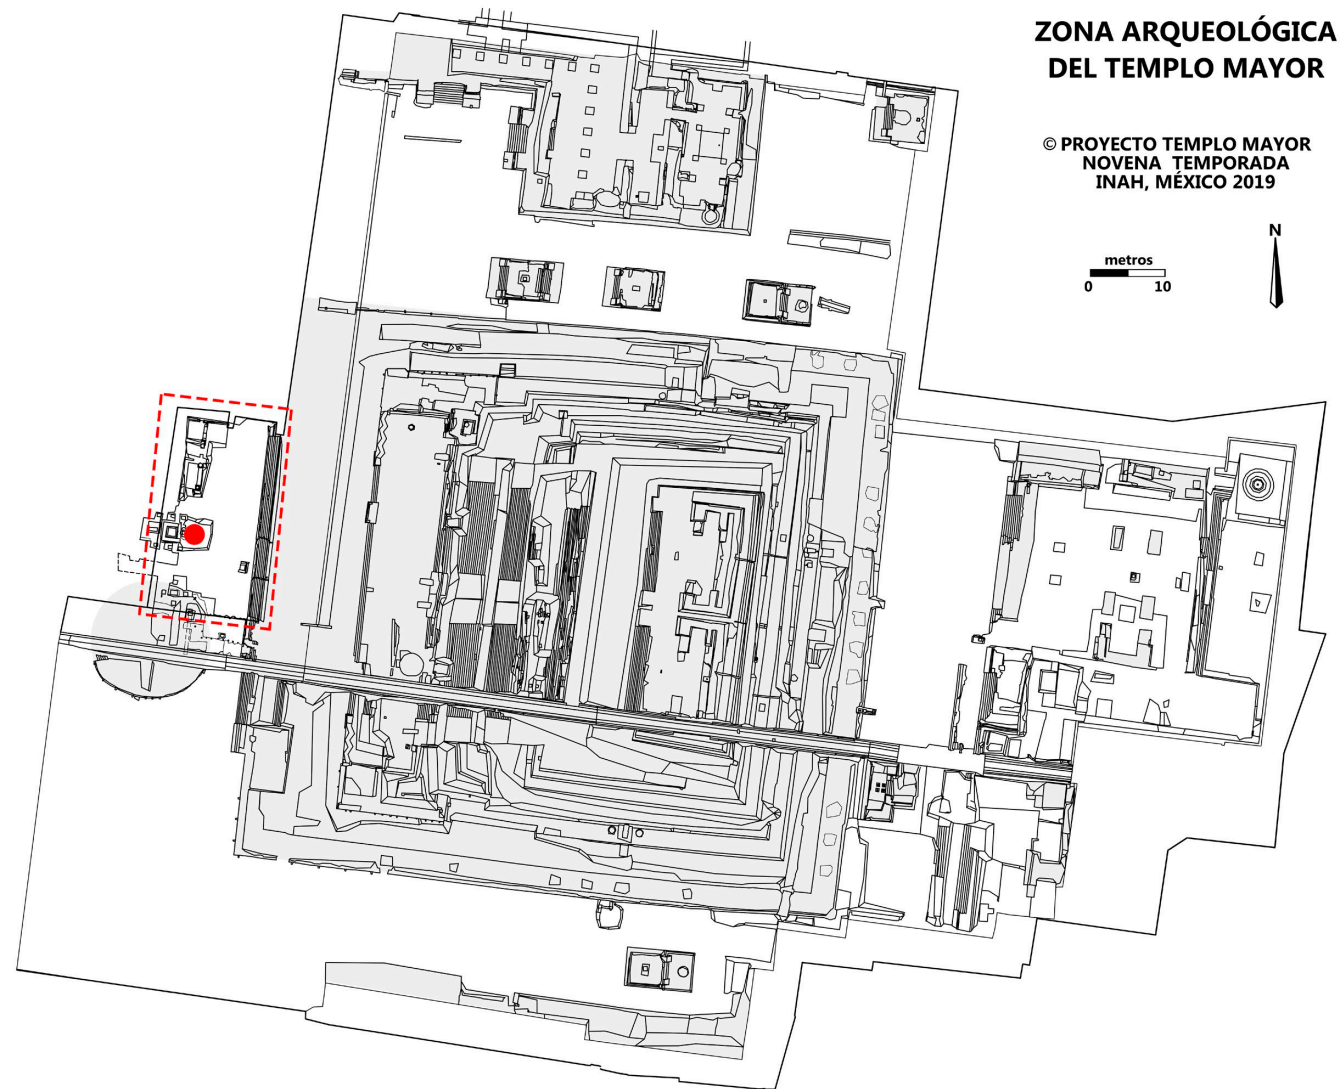 ZONA ARQUEOLÓGICA
DEL TEMPLO MAYOR
© PROYECTO TEMPLO MAYOR
NOVENA TEMPORADA
INAH, MÉXICO 2019
N
metros
0 10